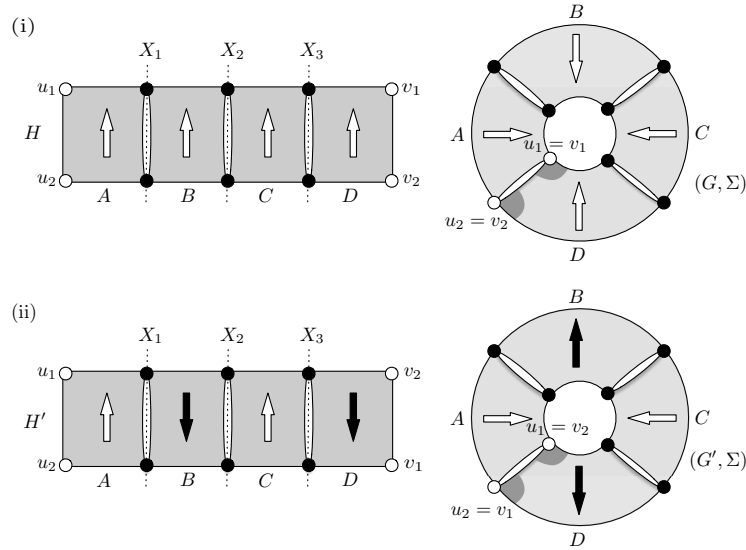 (i)
X₁ X₂ X₃
u₁ v₁
H
u₂ v₂
A B C D
B
A C
u₁ = v₁
(G, Σ)
u₂ = v₂
D
(ii)
X₁ X₂ X₃
u₁ v₂
H′
u₂ v₁
A B C D
B
A C
u₁ = v₂
(G′, Σ)
u₂ = v₁
D